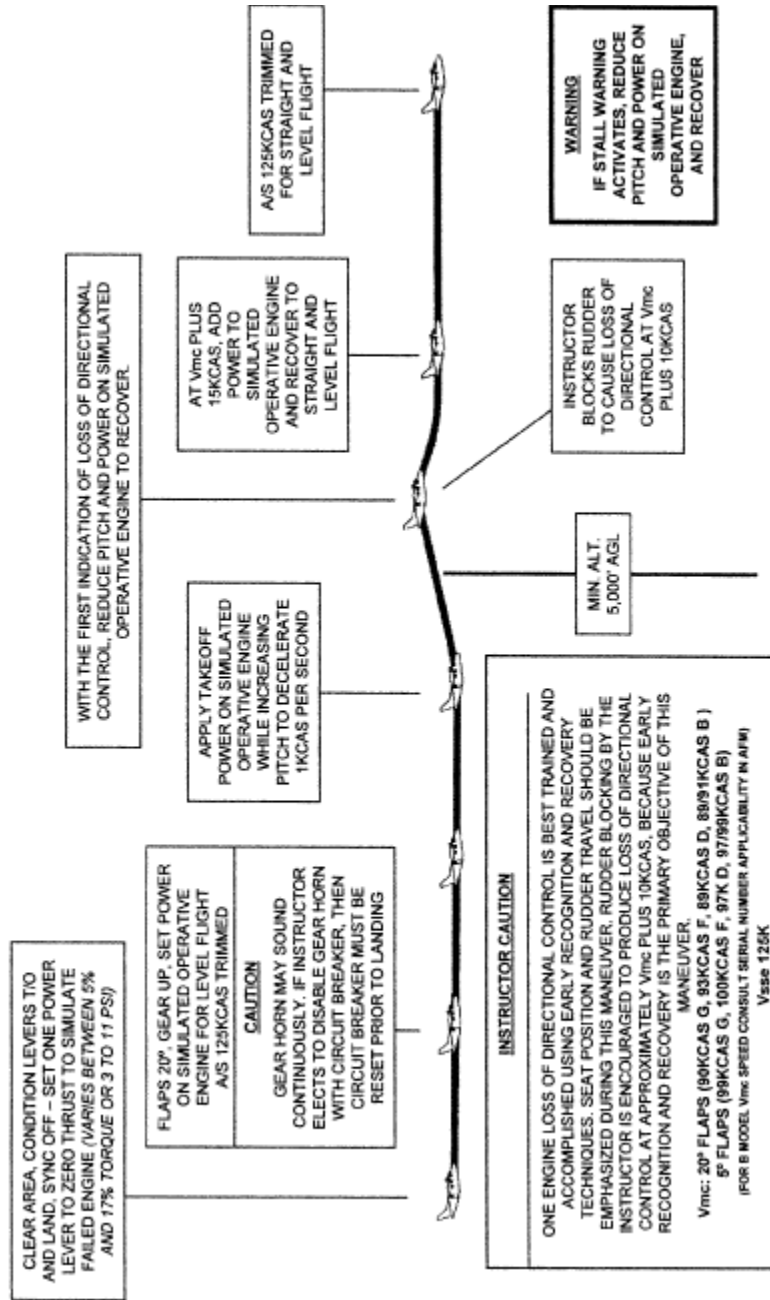 CLEAR AREA, CONDITION LEVERS T/O
AND LAND, SYNC OFF – SET ONE POWER
LEVER TO ZERO THRUST TO SIMULATE
FAILED ENGINE (VARIES BETWEEN 5%
AND 17% TORQUE OR 3 TO 11 PSI)
FLAPS 20°, GEAR UP, SET POWER
ON SIMULATED OPERATIVE
ENGINE FOR LEVEL FLIGHT
A/S 125KCAS TRIMMED
CAUTION
GEAR HORN MAY SOUND
CONTINUOUSLY. IF INSTRUCTOR
ELECTS TO DISABLE GEAR HORN
WITH CIRCUIT BREAKER, THEN
CIRCUIT BREAKER MUST BE
RESET PRIOR TO LANDING
APPLY TAKEOFF
POWER ON SIMULATED
OPERATIVE ENGINE
WHILE INCREASING
PITCH TO DECELERATE
1KCAS PER SECOND
WITH THE FIRST INDICATION OF LOSS OF DIRECTIONAL
CONTROL, REDUCE PITCH AND POWER ON SIMULATED
OPERATIVE ENGINE TO RECOVER.
AT Vmc PLUS
15KCAS, ADD
POWER TO
SIMULATED
OPERATIVE ENGINE
AND RECOVER TO
STRAIGHT AND
LEVEL FLIGHT
A/S 125KCAS TRIMMED
FOR STRAIGHT AND
LEVEL FLIGHT
INSTRUCTOR CAUTION
ONE ENGINE LOSS OF DIRECTIONAL CONTROL IS BEST TRAINED AND
ACCOMPLISHED USING EARLY RECOGNITION AND RECOVERY
TECHNIQUES. SEAT POSITION AND RUDDER TRAVEL SHOULD BE
EMPHASIZED DURING THIS MANEUVER. RUDDER BLOCKING BY THE
INSTRUCTOR IS ENCOURAGED TO PRODUCE LOSS OF DIRECTIONAL
CONTROL AT APPROXIMATELY Vmc PLUS 10KCAS, BECAUSE EARLY
RECOGNITION AND RECOVERY IS THE PRIMARY OBJECTIVE OF THIS
MANEUVER.
Vmc: 20° FLAPS (90KCAS G, 93KCAS F, 89KCAS D, 89/91KCAS B )
5° FLAPS (99KCAS G, 100KCAS F, 97K D, 97/99KCAS B)
(FOR B MODEL Vmc SPEED CONSULT SERIAL NUMBER APPLICABILITY IN AFM)
Vsse 125K
MIN. ALT.
5,000' AGL
INSTRUCTOR
BLOCKS RUDDER
TO CAUSE LOSS OF
DIRECTIONAL
CONTROL AT Vmc
PLUS 10KCAS
WARNING
IF STALL WARNING
ACTIVATES, REDUCE
PITCH AND POWER ON
SIMULATED
OPERATIVE ENGINE,
AND RECOVER